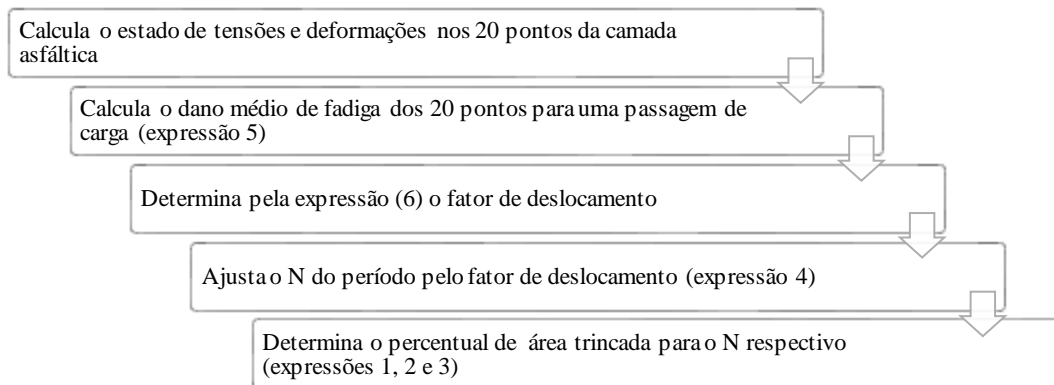 Calcula o estado de tensões e deformações nos 20 pontos da camada
asfáltica
Calcula o dano médio de fadiga dos 20 pontos para uma passagem de
carga (expressão 5)
Determina pela expressão (6) o fator de deslocamento
Ajusta o N do período pelo fator de deslocamento (expressão 4)
Determina o percentual de área trincada para o N respectivo
(expressões 1, 2 e 3)